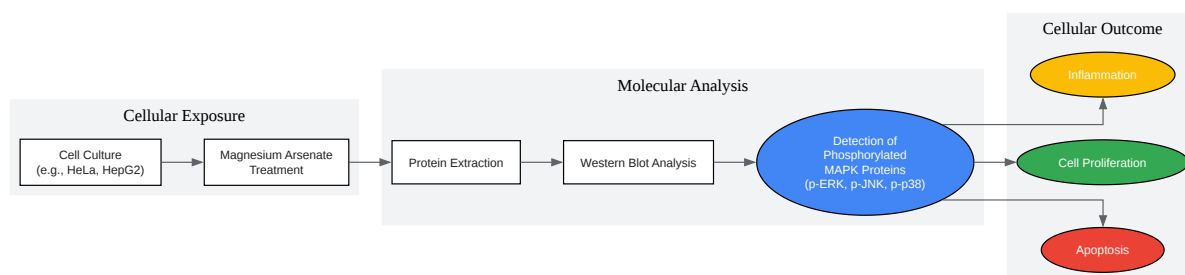 Cellular Exposure
Cell Culture
(e.g., HeLa, HepG2)
Magnesium Arsenate
Treatment
Molecular Analysis
Protein Extraction
Western Blot Analysis
Detection of
Phosphorylated
MAPK Proteins
(p-ERK, p-JNK, p-p38)
Cellular Outcome
Inflammation
Cell Proliferation
Apoptosis